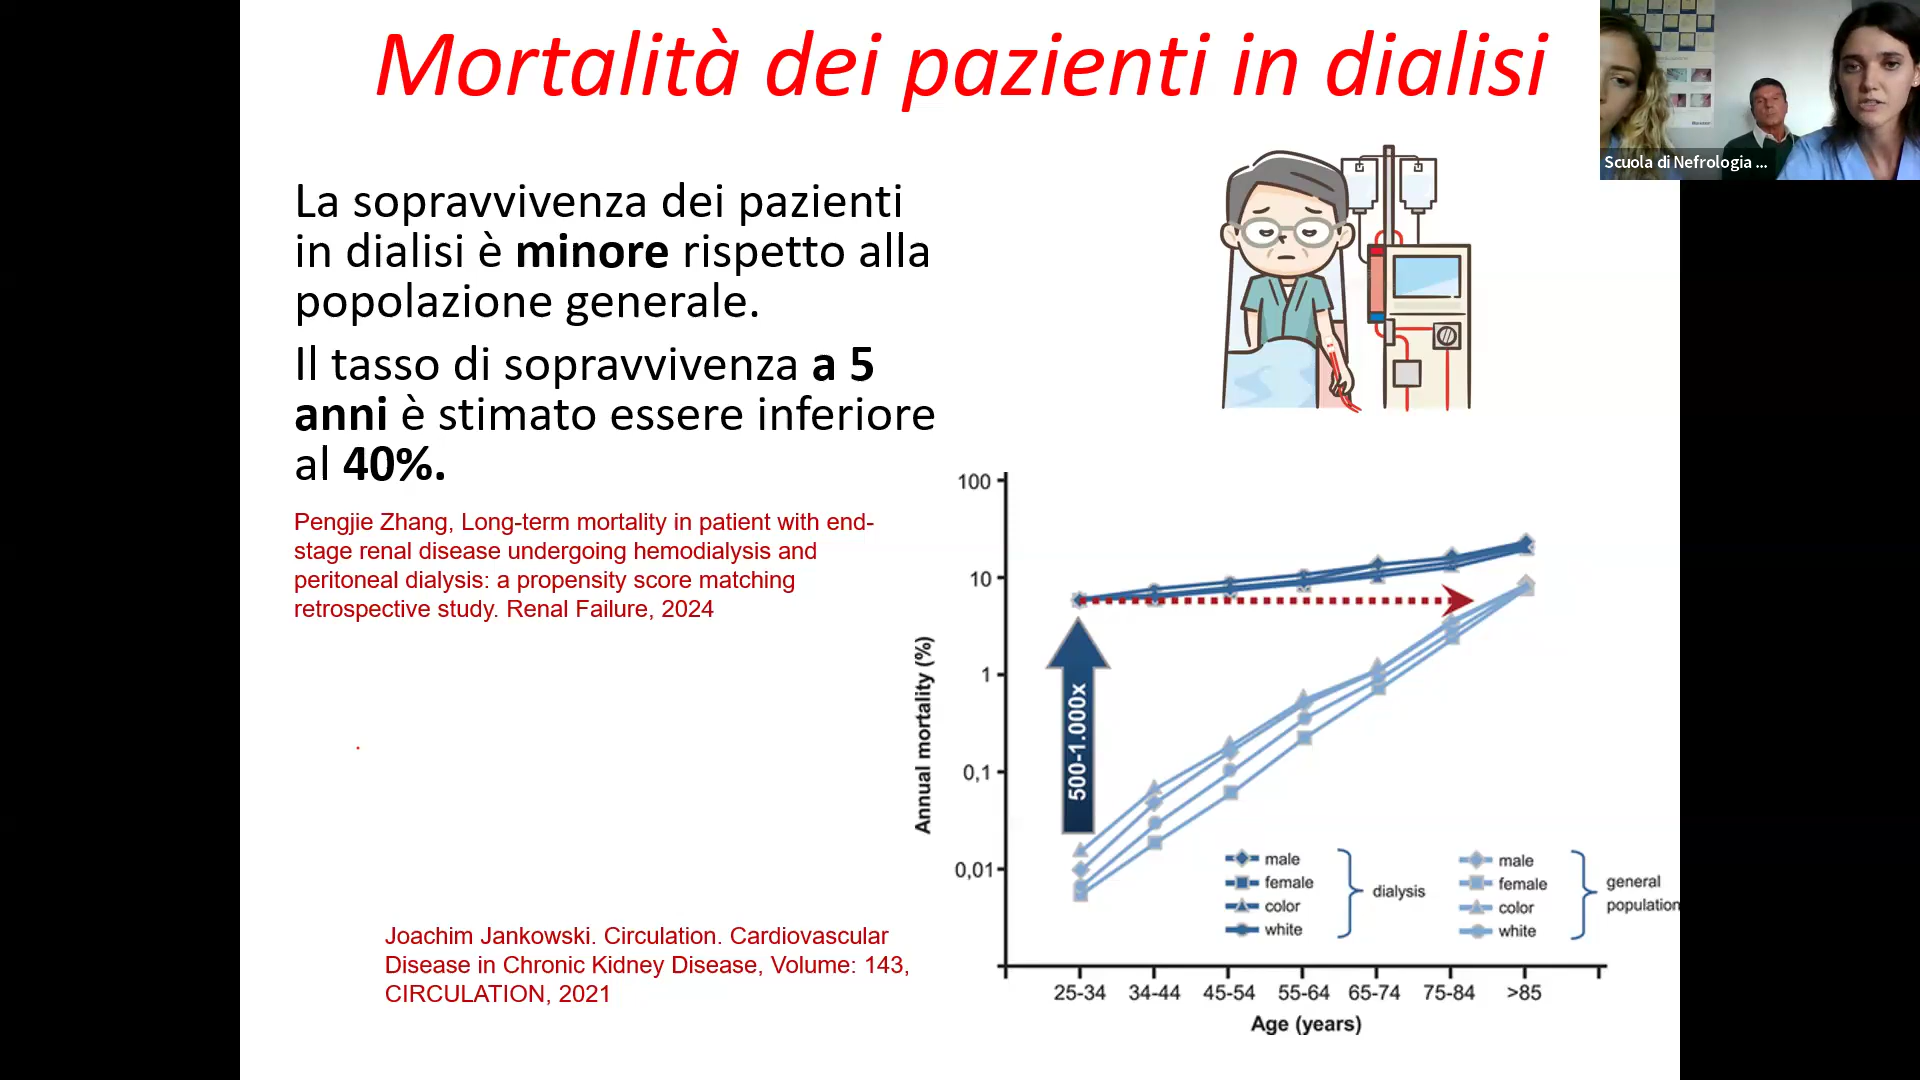 Mortalità dei pazienti in dialisi
Scuola di Nefrologia ...
La sopravvivenza dei pazienti
in dialisi è minore rispetto alla
popolazione generale.
Il tasso di sopravvivenza a 5
anni è stimato essere inferiore
al 40%.
Pengjie Zhang, Long-term mortality in patient with end-
stage renal disease undergoing hemodialysis and
peritoneal dialysis: a propensity score matching
retrospective study. Renal Failure, 2024
Joachim Jankowski. Circulation. Cardiovascular
Disease in Chronic Kidney Disease, Volume: 143,
CIRCULATION, 2021
Annual mortality (%)
100
10
1
0,1
0,01
500-1.000x
male
female
color
white
dialysis
male
female
color
white
general
population
25-34 34-44 45-54 55-64 65-74 75-84 >85
Age (years)